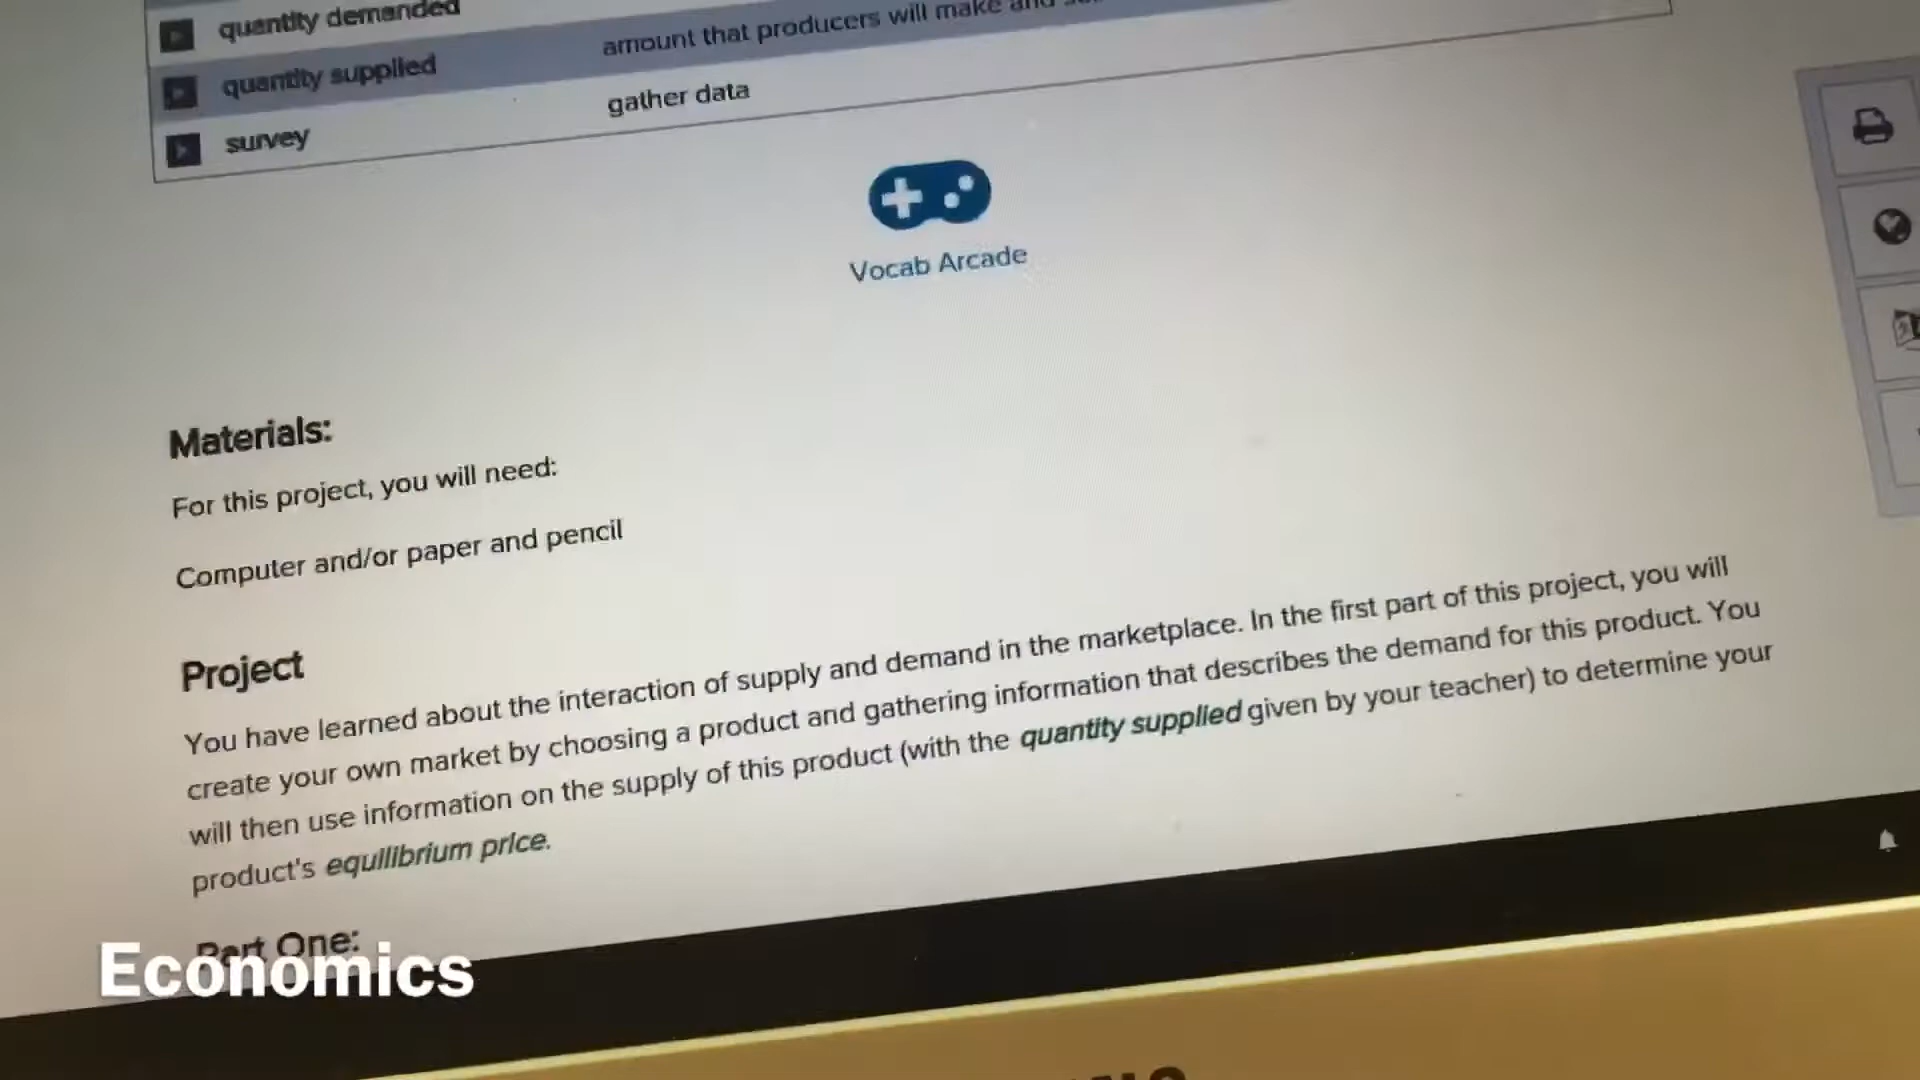 quantity demanded
quantity supplied amount that producers will make and
survey gather data
Vocab Arcade
Materials:
For this project, you will need:
Computer and/or paper and pencil
Project
You have learned about the interaction of supply and demand in the marketplace. In the first part of this project, you will
create your own market by choosing a product and gathering information that describes the demand for this product. You
will then use information on the supply of this product (with the quantity supplied given by your teacher) to determine your
product's equilibrium price.
Part One:
Economics